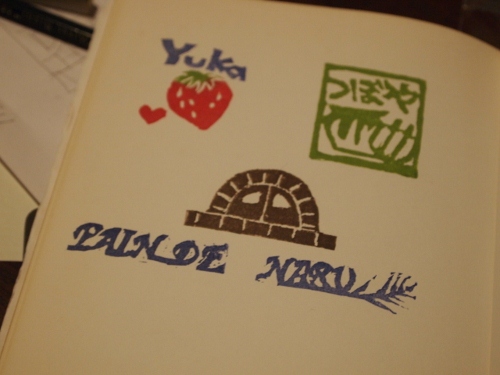 Yuka
つぼや
PAIN DE NARU